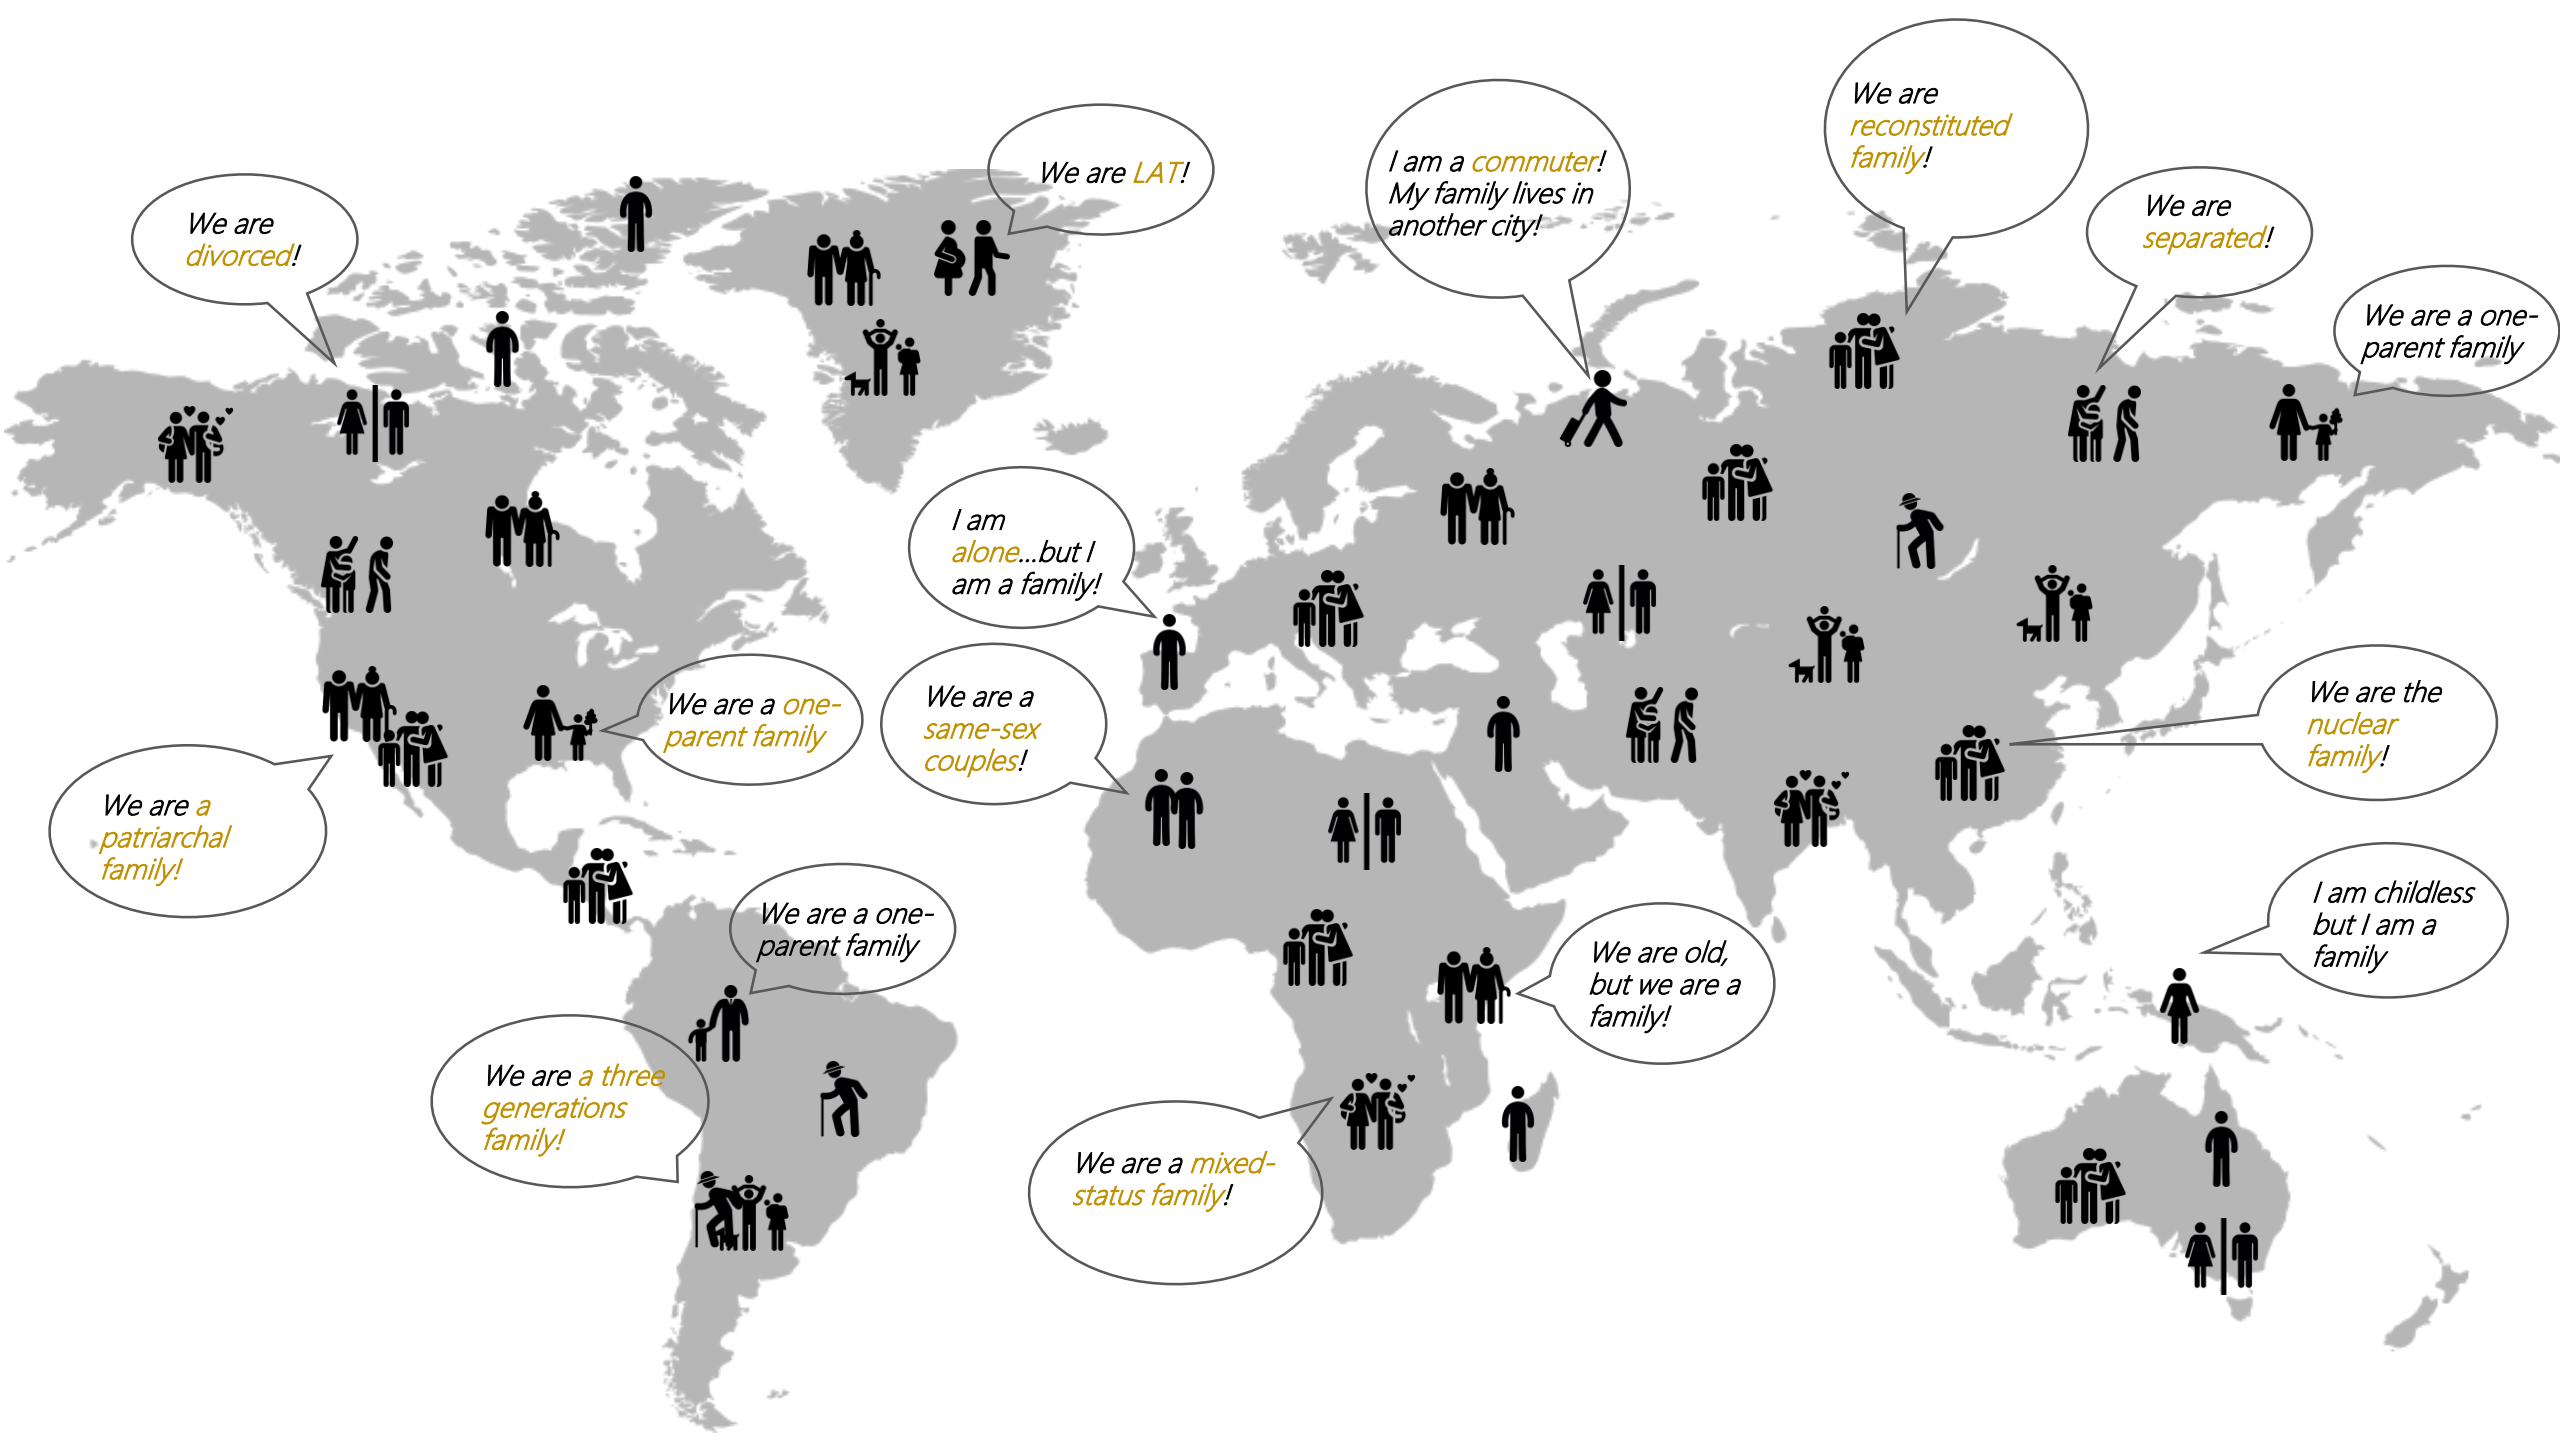 We are
divorced!
We are LAT!
I am a commuter!
My family lives in
another city!
We are
reconstituted
family!
We are
separated!
We are a one-
parent family
I am
alone...but I
am a family!
We are a
same-sex
couples!
We are a one-
parent family
We are the
nuclear
family!
We are a
patriarchal
family!
We are a one-
parent family
I am childless
but I am a
family
We are old,
but we are a
family!
We are a three
generations
family!
We are a mixed-
status family!